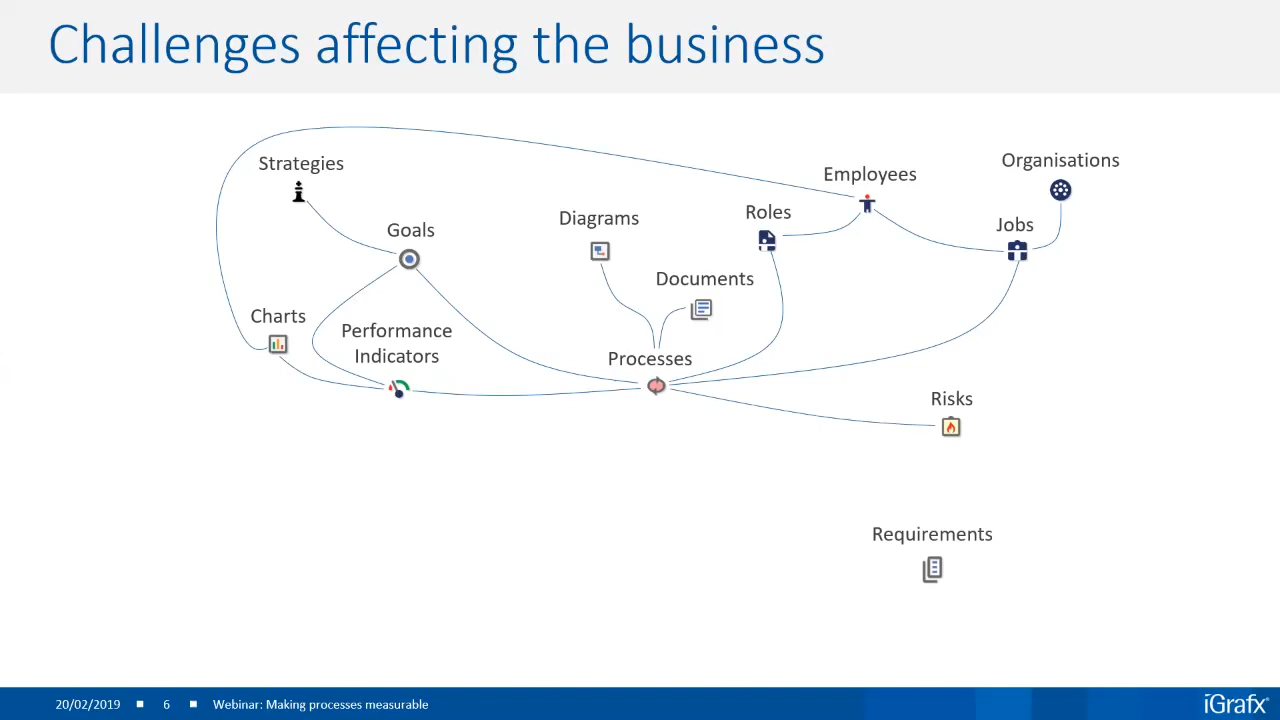 Challenges affecting the business
Strategies
Goals
Charts
Performance
Indicators
Diagrams
Documents
Processes
Roles
Employees
Organisations
Jobs
Risks
Requirements
20/02/2019 ■ 6 ■ Webinar: Making processes measurable
iGrafx®